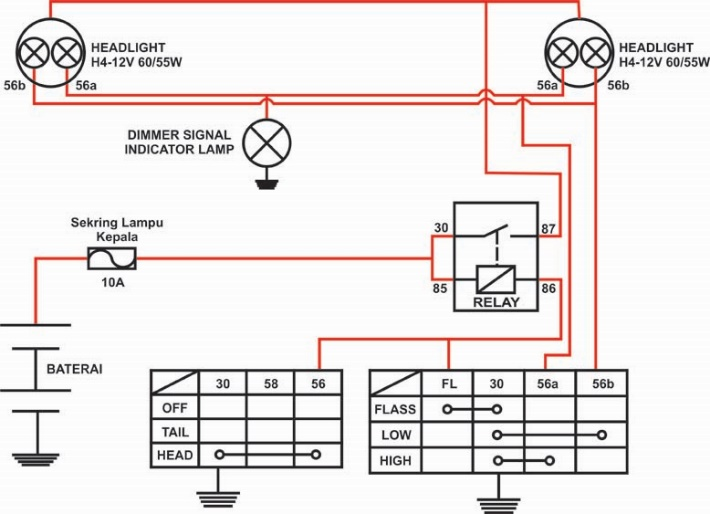 HEADLIGHT
H4-12V 60/55W
56b
56a
HEADLIGHT
H4-12V 60/55W
56a
56b
DIMMER SIGNAL
INDICATOR LAMP
Sekring Lampu
Kepala
10A
30
87
85
86
RELAY
BATERAI
30 58 56
OFF
TAIL
HEAD
FL 30 56a 56b
FLASS
LOW
HIGH